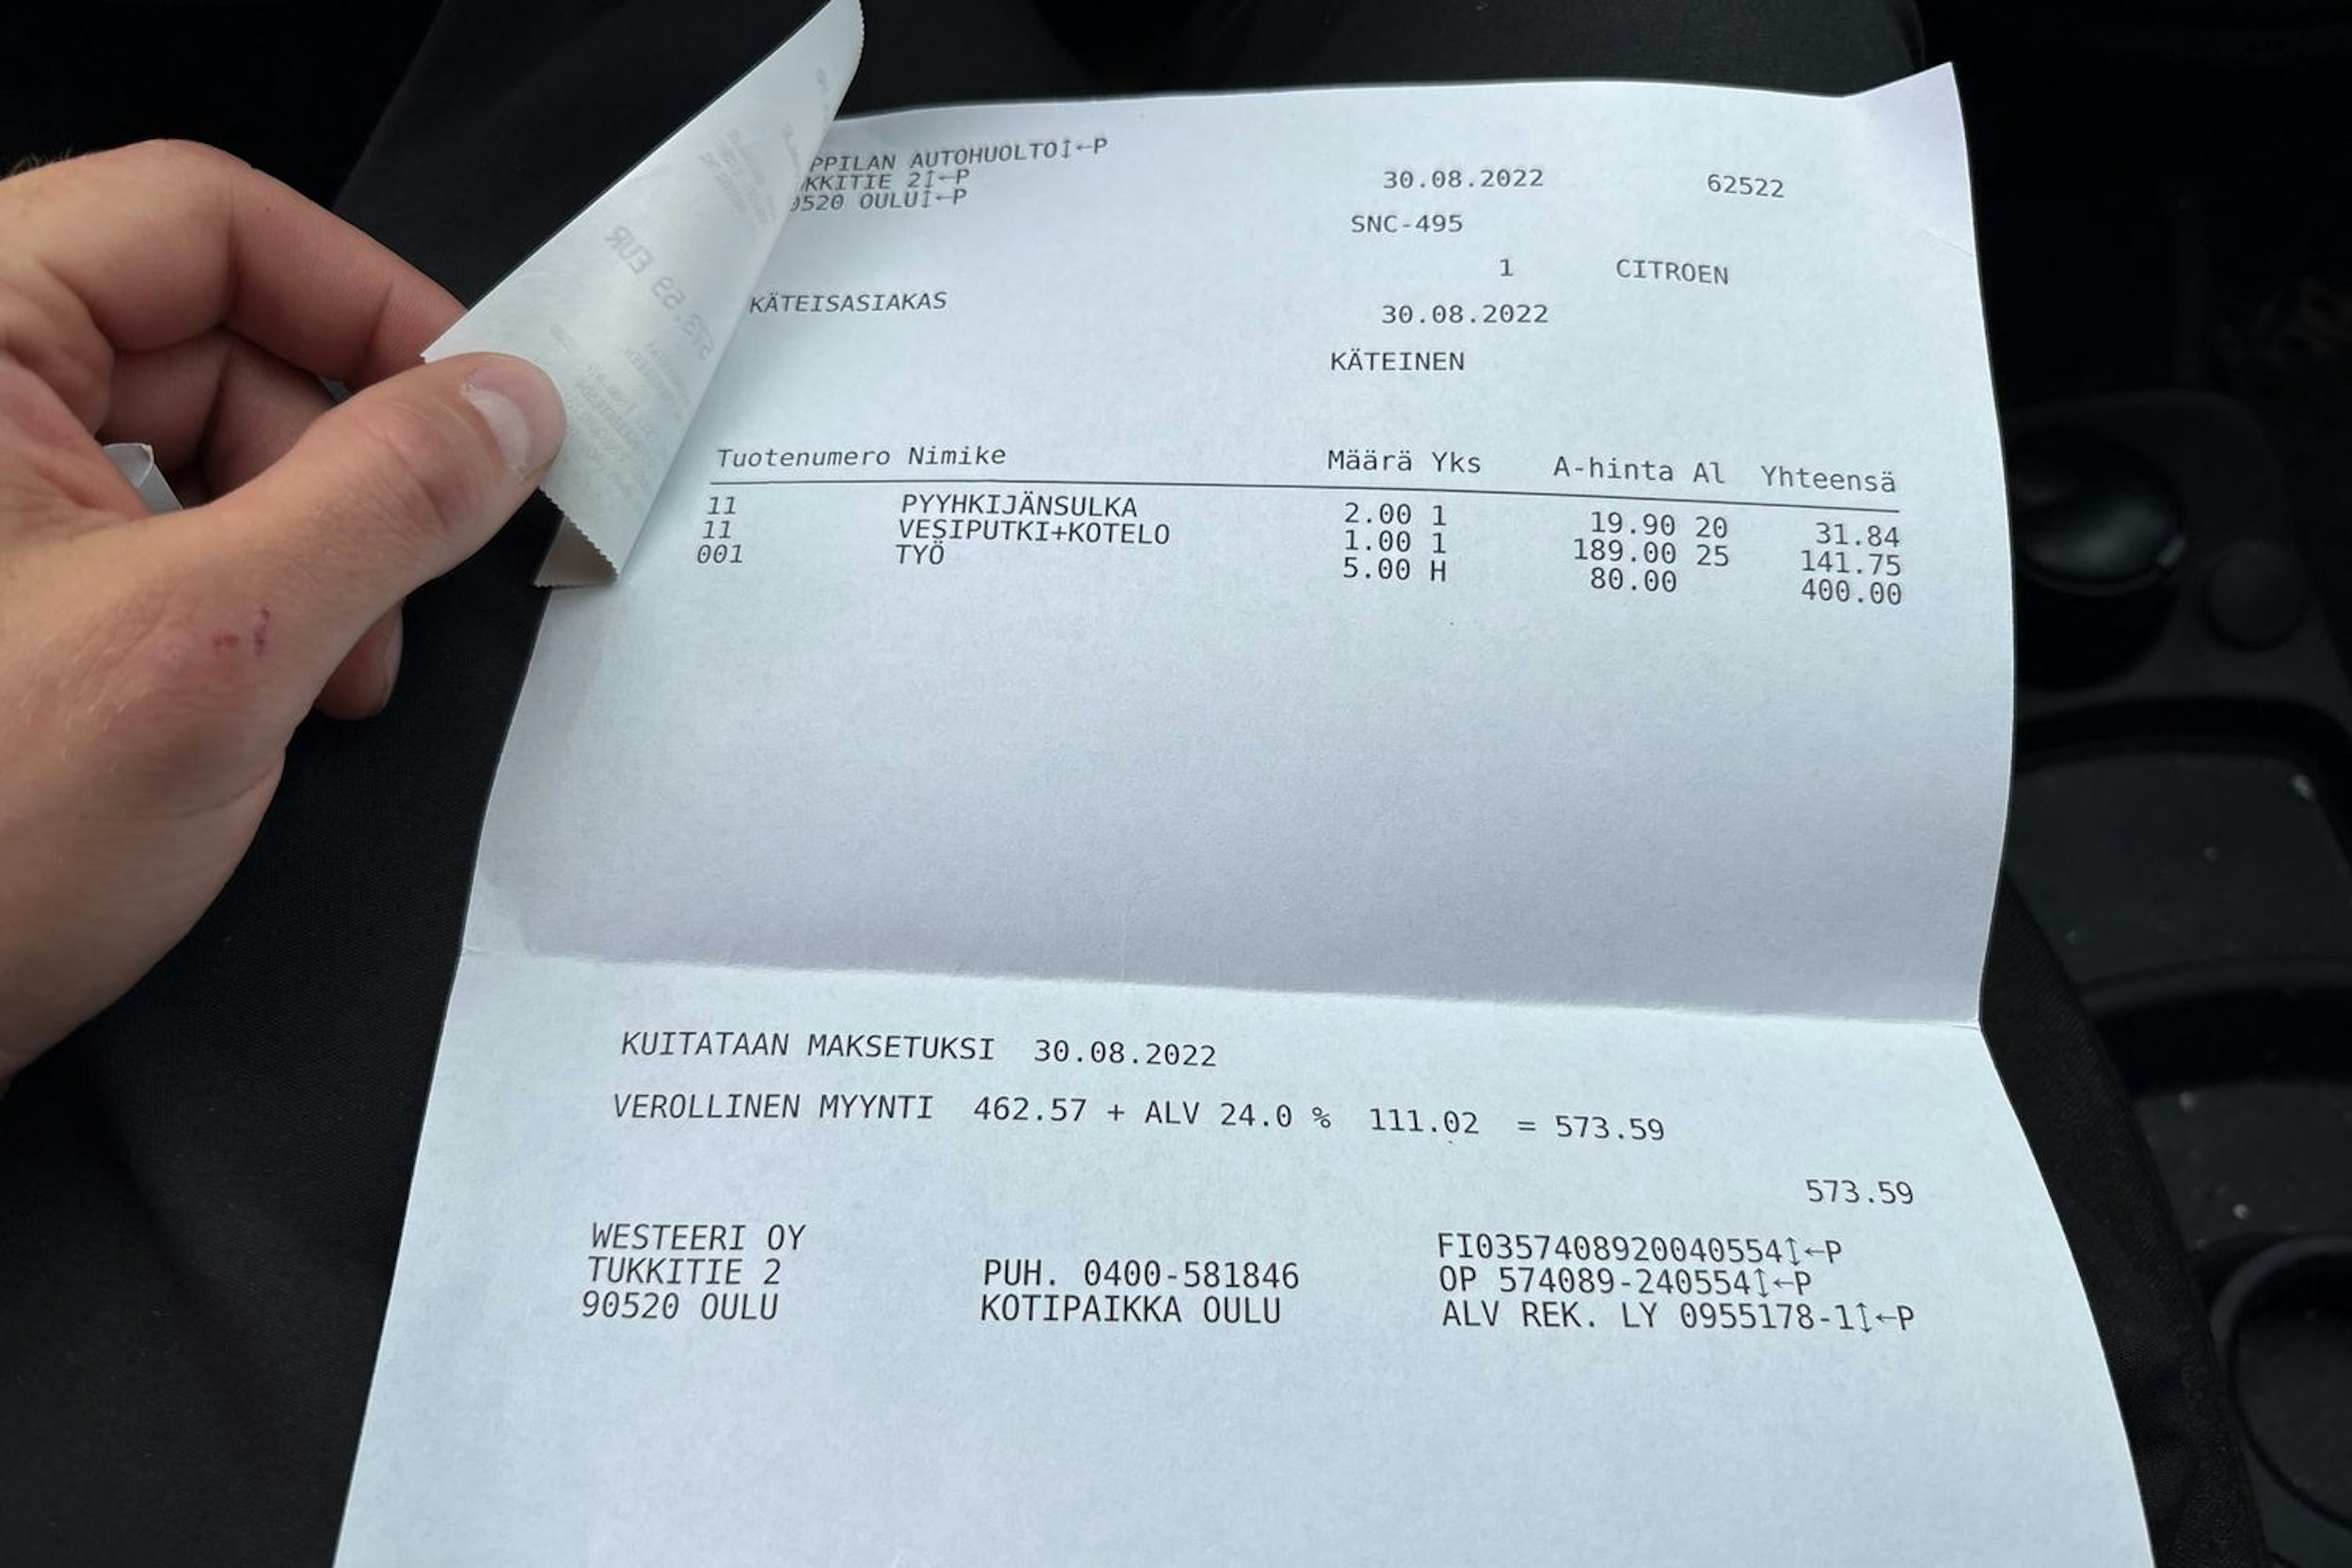 PPILAN AUTOHUOLTO↕←P
KKITIE 2↕←P
0520 OULU↕←P
30.08.2022 62522
SNC-495
1 CITROEN
KÄTEISASIAKAS
30.08.2022
KÄTEINEN
573.59 EUR
Tuotenumero Nimike Määrä Yks A-hinta Al Yhteensä
11 PYYHKIJÄNSULKA 2.00 1 19.90 20 31.84
11 VESIPUTKI+KOTELO 1.00 1 189.00 25 141.75
001 TYÖ 5.00 H 80.00 400.00
KUITATAAN MAKSETUKSI 30.08.2022
VEROLLINEN MYYNTI 462.57 + ALV 24.0 % 111.02 = 573.59
573.59
WESTEERI OY
TUKKITIE 2
90520 OULU
PUH. 0400-581846
KOTIPAIKKA OULU
FI0357408920040554↕←P
OP 574089-240554↕←P
ALV REK. LY 0955178-1↕←P